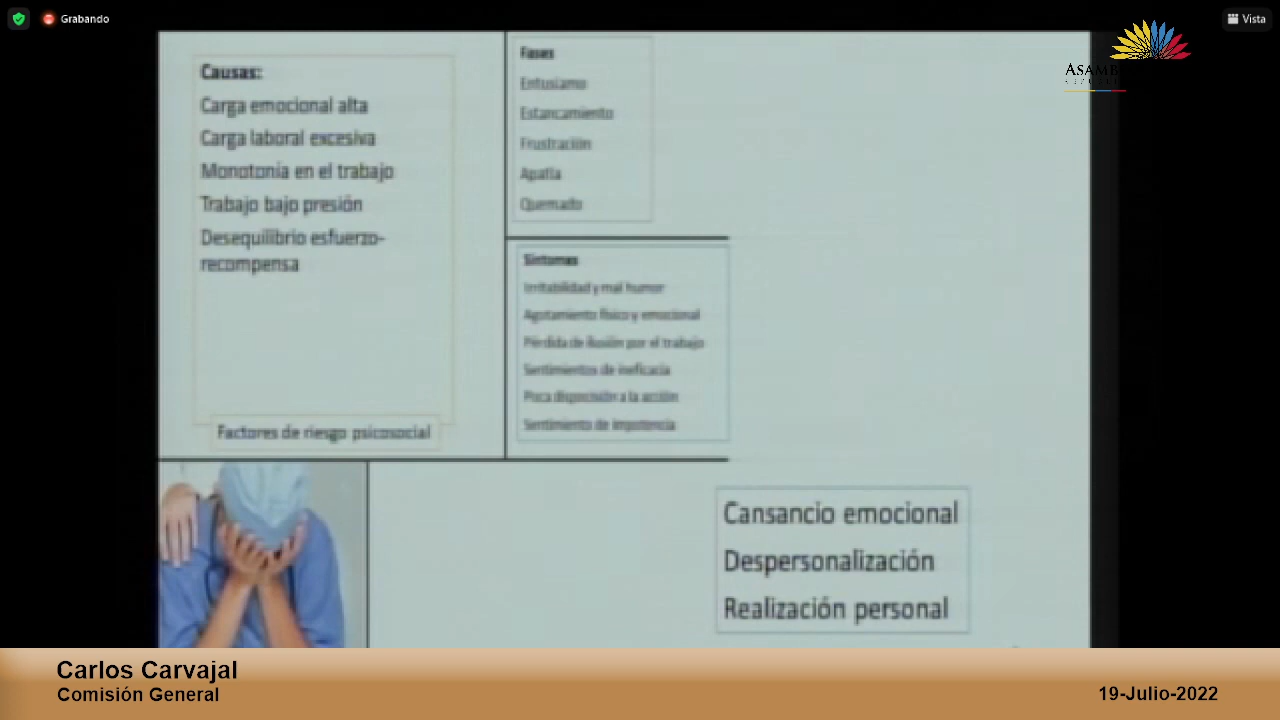 Grabando
Vista
ASAMB
Causas:
Carga emocional alta
Carga laboral excesiva
Monotonía en el trabajo
Trabajo bajo presión
Desequilibrio esfuerzo-
recompensa
Factores de riesgo psicosocial
Fases
Entusiamo
Estancamiento
Frustración
Apatía
Quemado
Síntomas
Irritabilidad y mal humor
Agotamiento físico y emocional
Pérdida de ilusión por el trabajo
Sentimientos de ineficacia
Poca disposición a la acción
Sentimiento de impotencia
Cansancio emocional
Despersonalización
Realización personal
Carlos Carvajal
Comisión General
19-Julio-2022